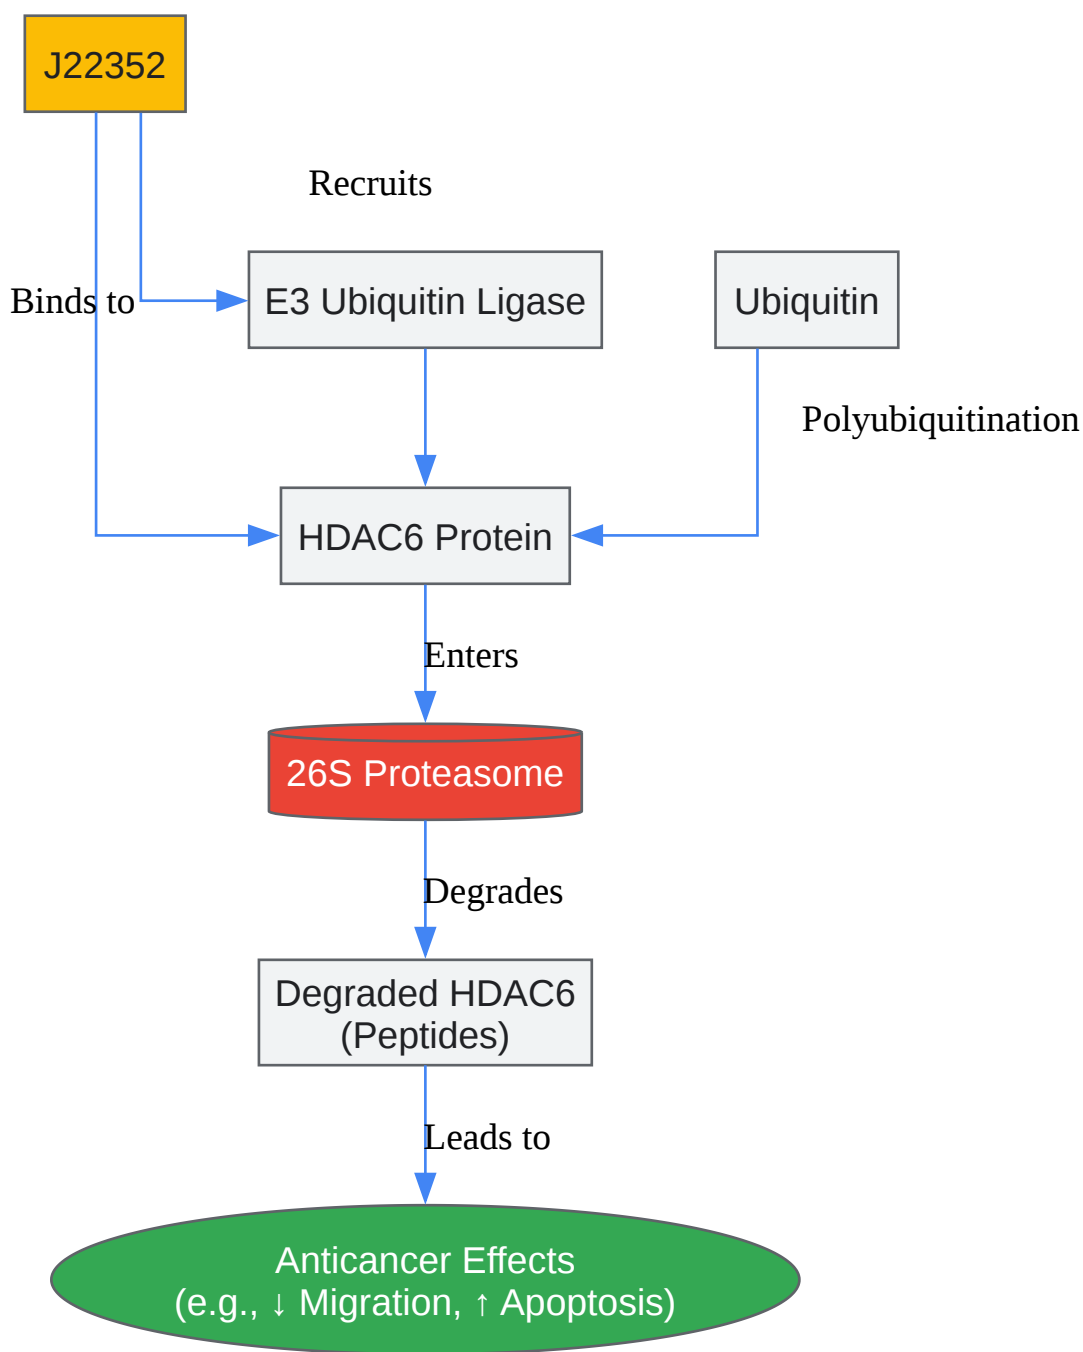 J22352
Recruits
Binds to
E3 Ubiquitin Ligase
Ubiquitin
Polyubiquitination
HDAC6 Protein
Enters
26S Proteasome
Degrades
Degraded HDAC6
(Peptides)
Leads to
Anticancer Effects
(e.g., ↓ Migration, ↑ Apoptosis)